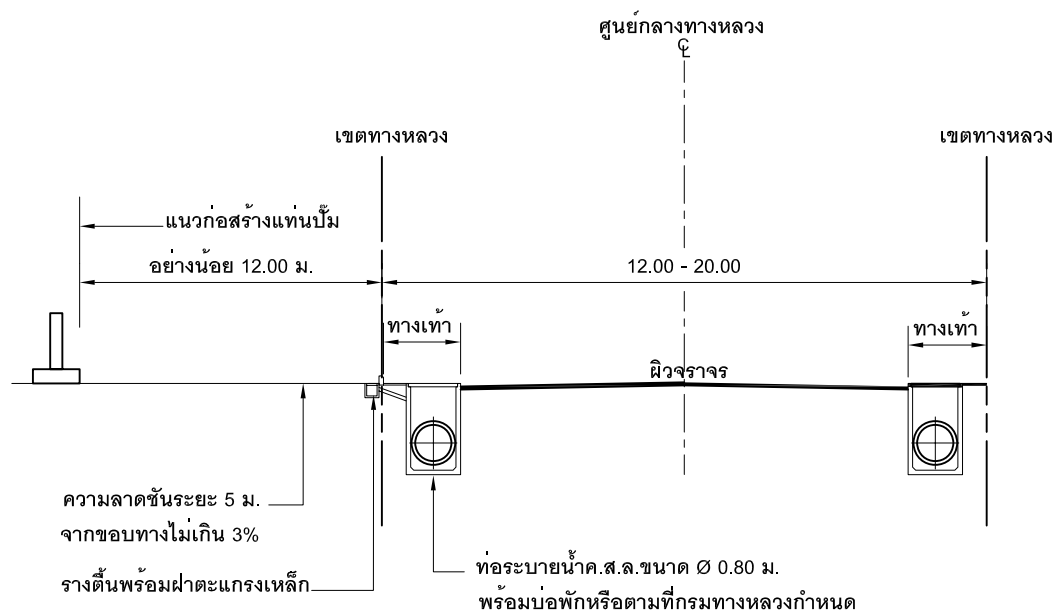 ศูนย์กลางทางหลวง
℄
เขตทางหลวง
เขตทางหลวง
แนวก่อสร้างแท่นปั๊ม
อย่างน้อย 12.00 ม.
12.00 - 20.00
ทางเท้า
ทางเท้า
ผิวจราจร
ความลาดชันระยะ 5 ม.
จากขอบทางไม่เกิน 3%
รางตื้นพร้อมฝาตะแกรงเหล็ก
ท่อระบายน้ำค.ส.ล.ขนาด Ø 0.80 ม.
พร้อมบ่อพักหรือตามที่กรมทางหลวงกำหนด